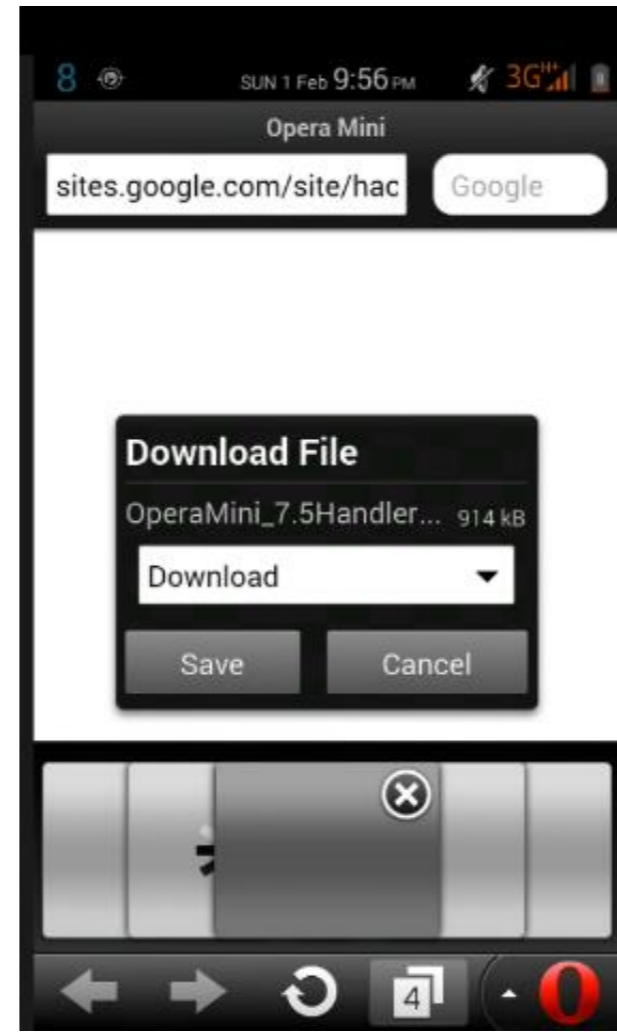 8 SUN 1 Feb 9:56 PM 3G H+
Opera Mini
sites.google.com/site/hac Google
Download File
OperaMini_7.5Handler... 914 kB
Download
Save Cancel
4